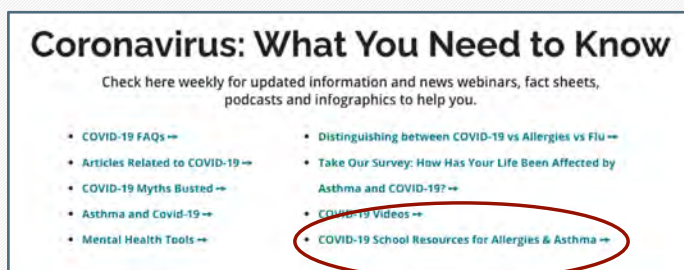 Coronavirus: What You Need to Know
Check here weekly for updated information and news webinars, fact sheets,
podcasts and infographics to help you.
• COVID-19 FAQs →
• Articles Related to COVID-19 →
• COVID-19 Myths Busted →
• Asthma and Covid-19 →
• Mental Health Tools →
• Distinguishing between COVID-19 vs Allergies vs Flu →
• Take Our Survey: How Has Your Life Been Affected by
Asthma and COVID-19? →
• COVID-19 Videos →
• COVID-19 School Resources for Allergies & Asthma →